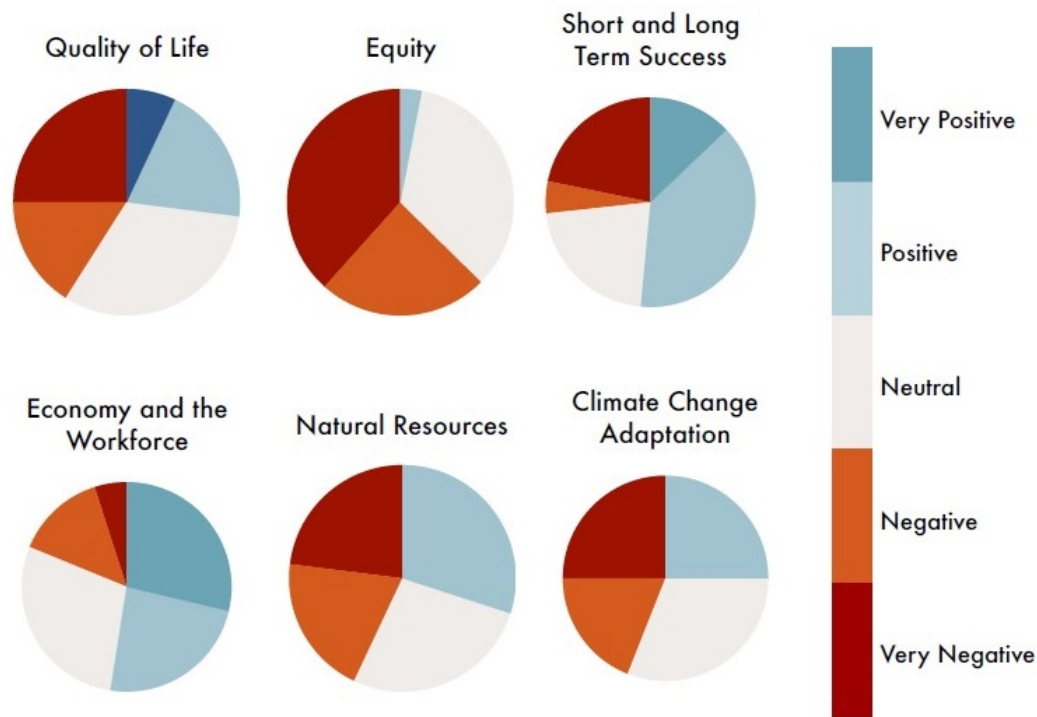 Quality of Life
Equity
Short and Long
Term Success
Very Positive
Positive
Neutral
Negative
Very Negative
Economy and the
Workforce
Natural Resources
Climate Change
Adaptation